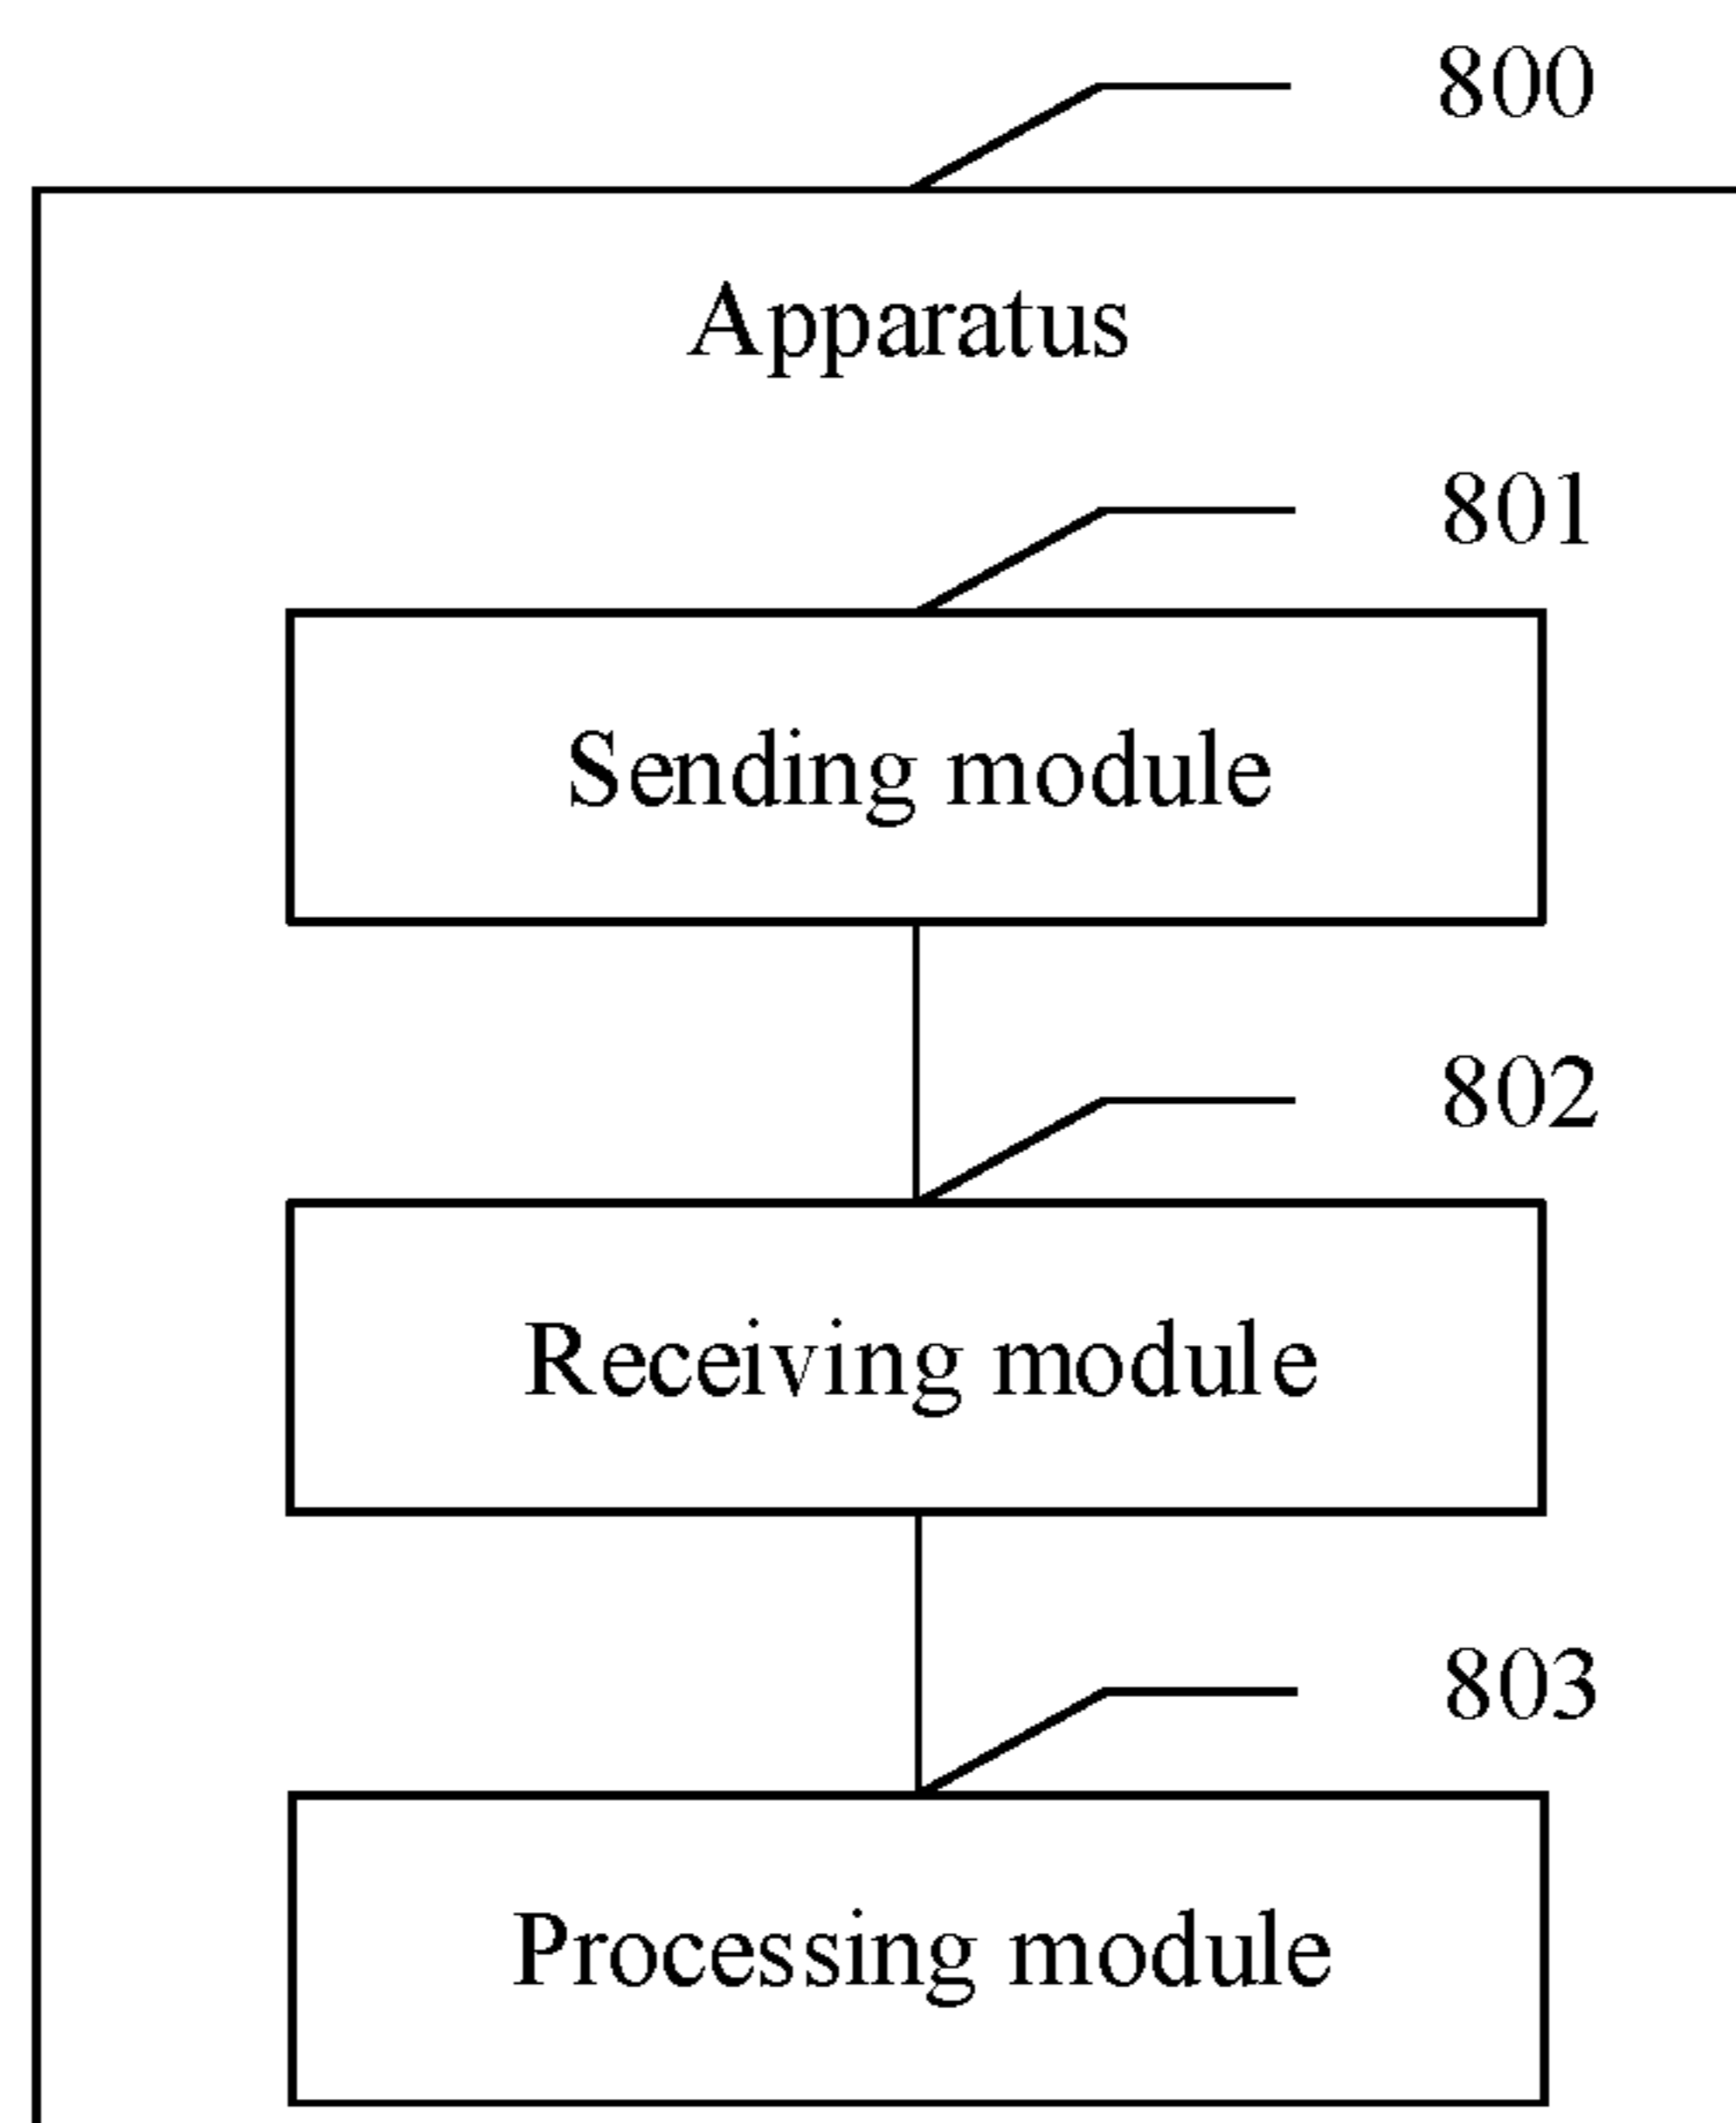 800
Apparatus
801
Sending module
802
Receiving module
803
Processing module